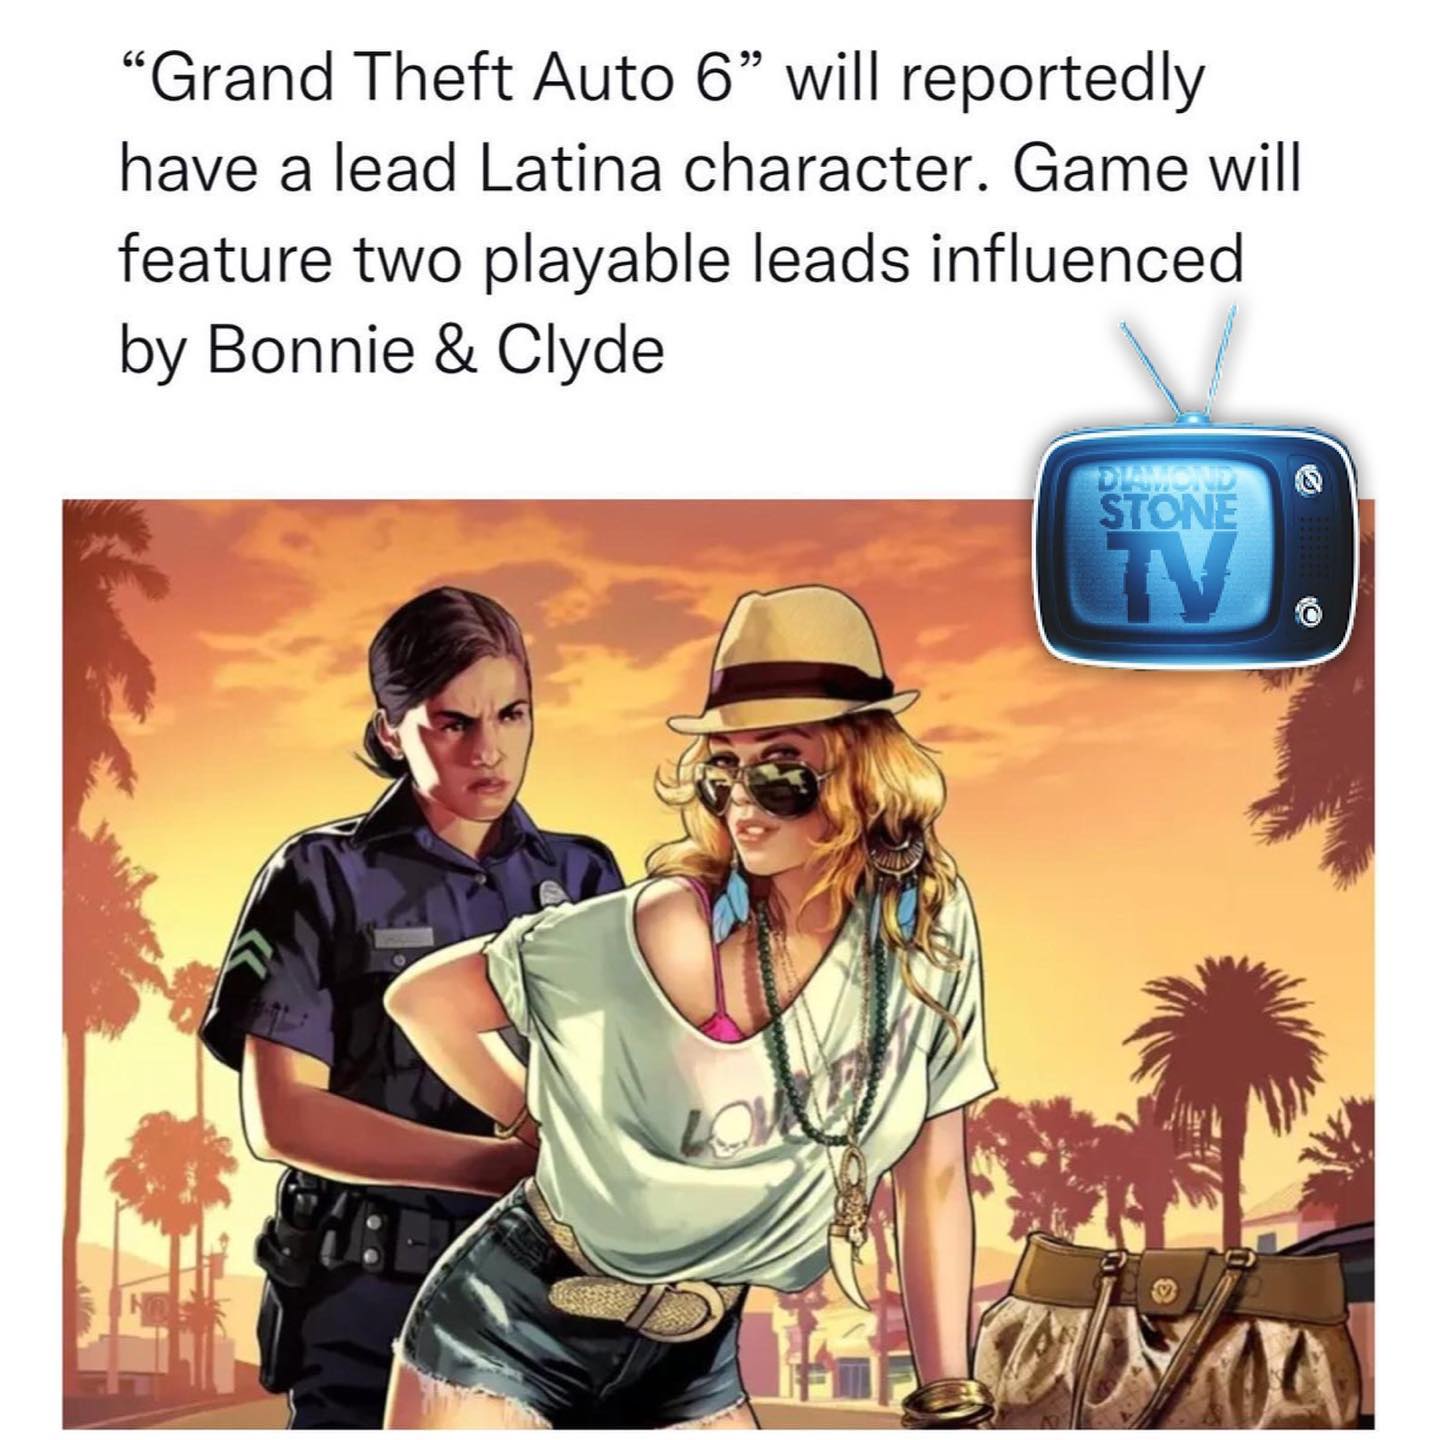 “Grand Theft Auto 6” will reportedly
have a lead Latina character. Game will
feature two playable leads influenced
by Bonnie & Clyde
DIAMOND
STONE
TV